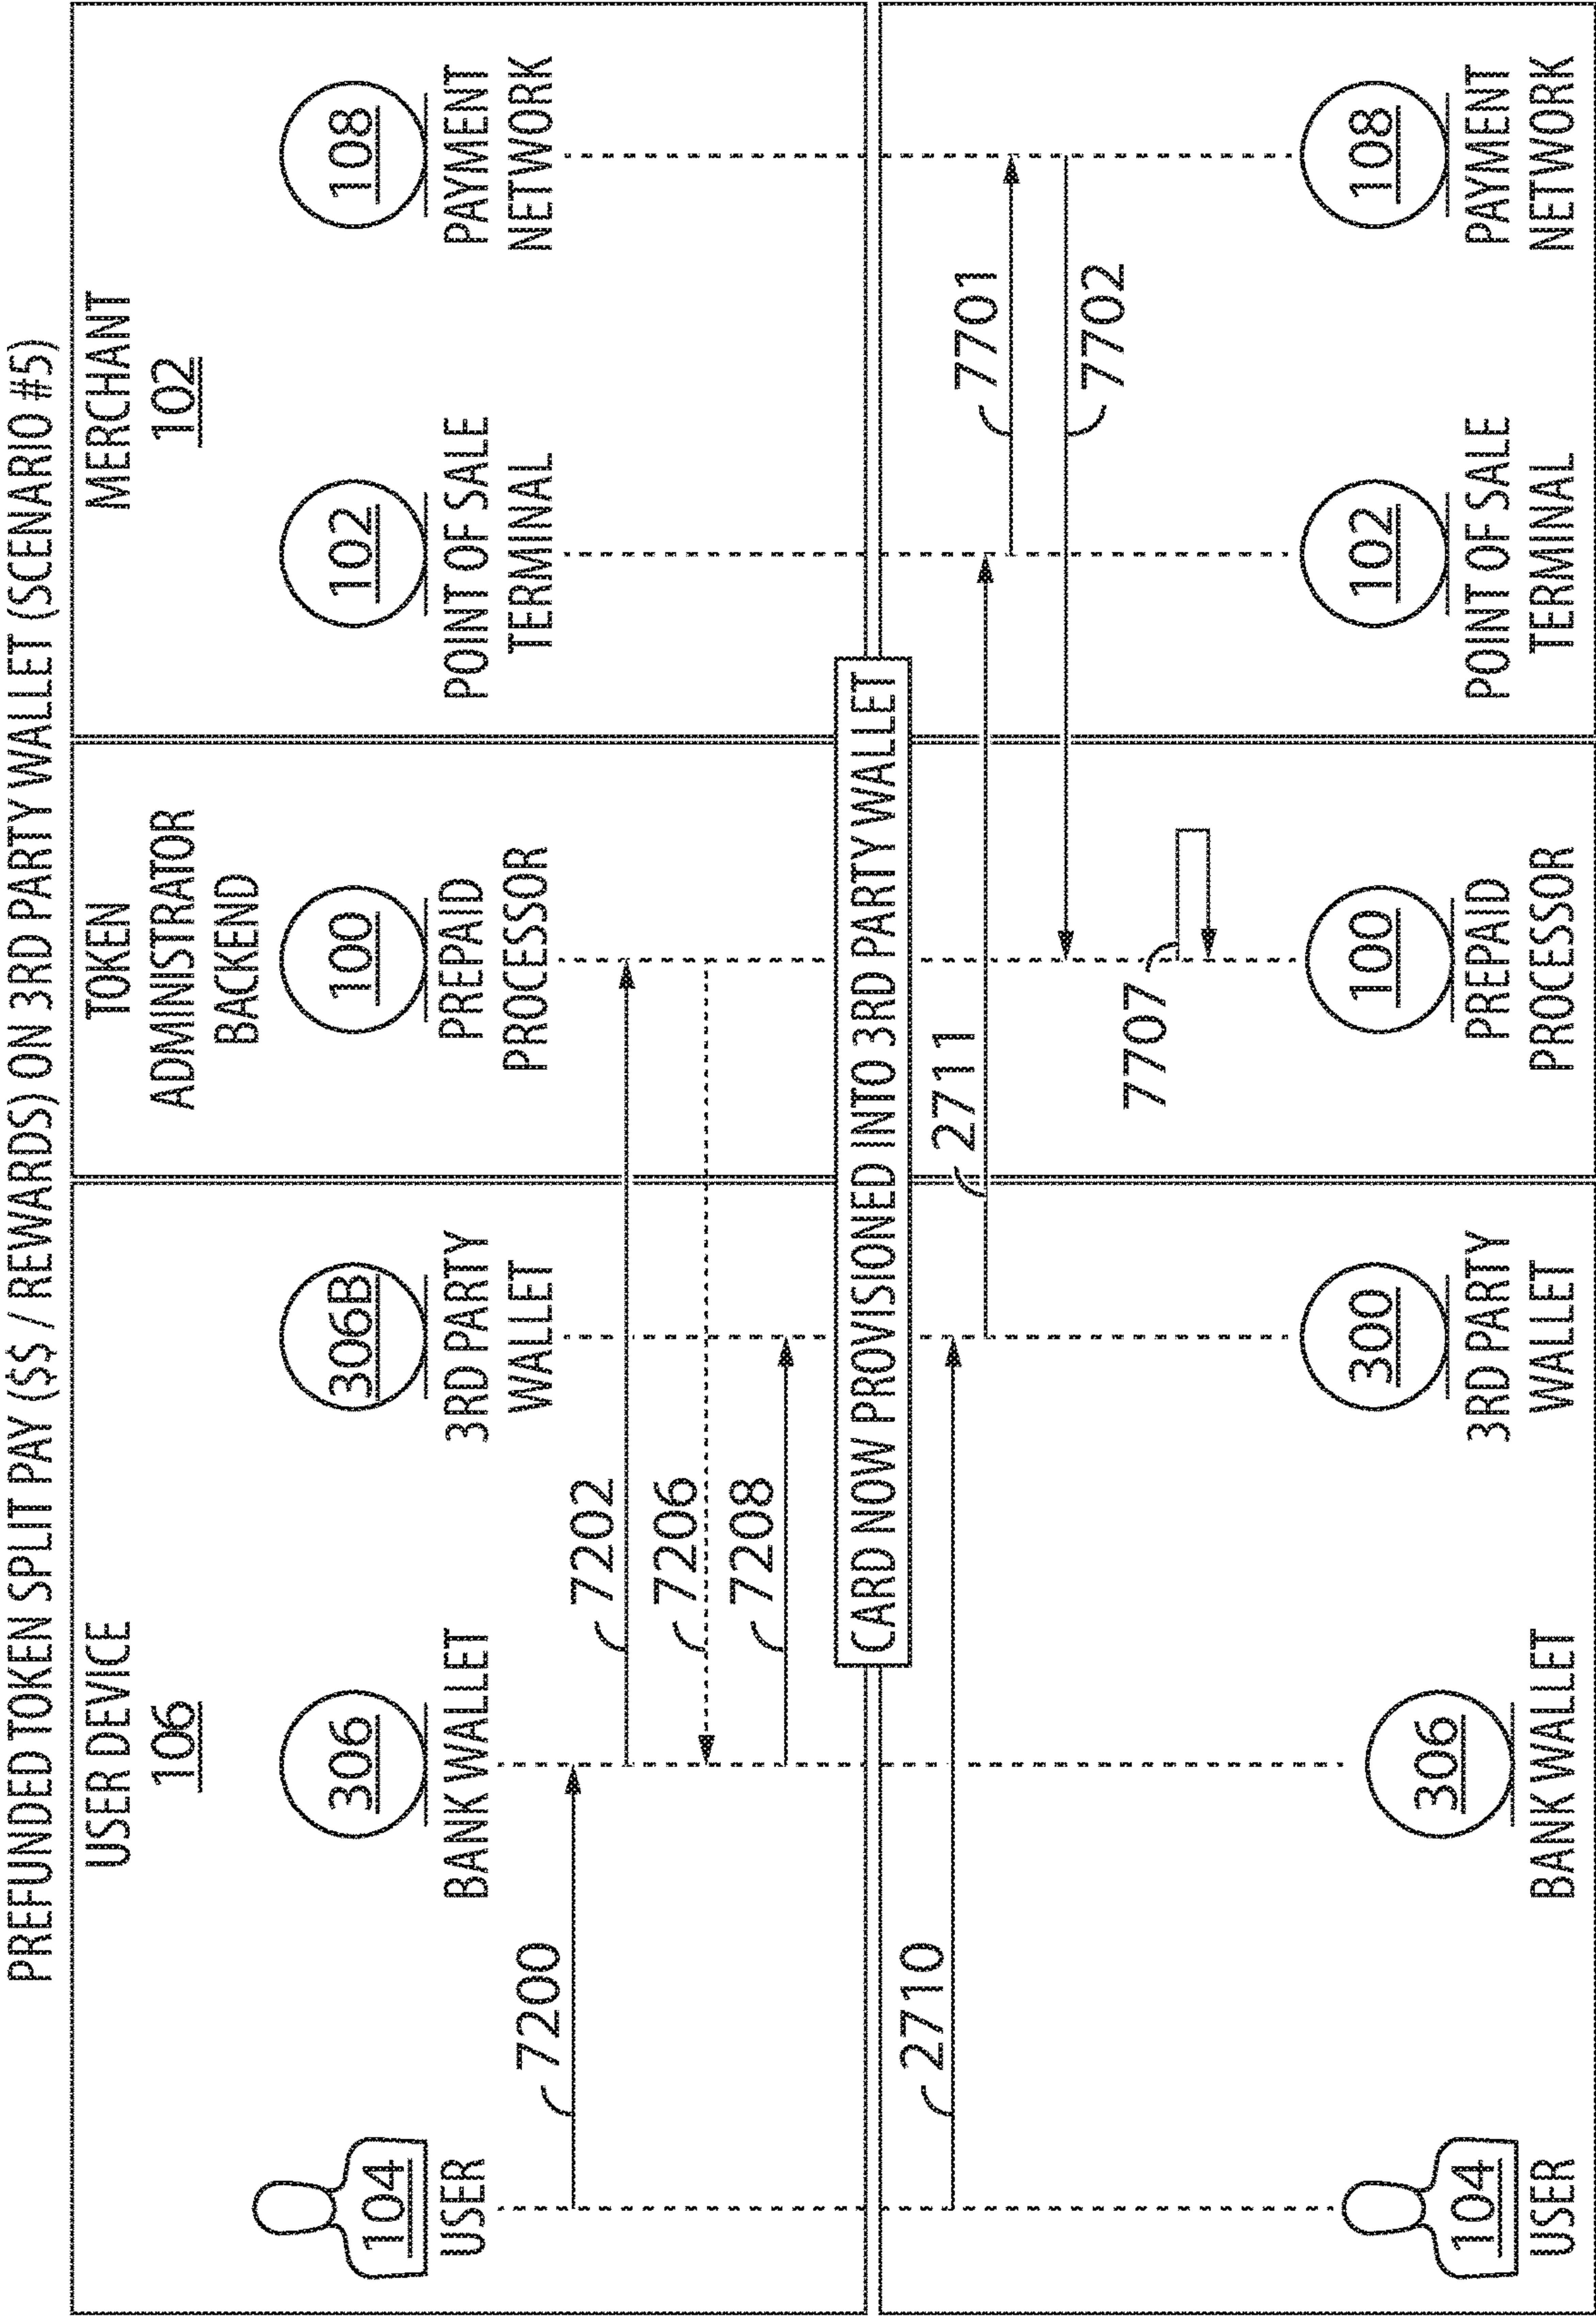 PREFUNDED TOKEN SPLIT PAY ($$ / REWARDS) ON 3RD PARTY WALLET (SCENARIO #5)
USER DEVICE
106
TOKEN
ADMINISTRATOR
BACKEND
MERCHANT
102
104
USER
306
BANK WALLET
306B
3RD PARTY
WALLET
100
PREPAID
PROCESSOR
102
POINT OF SALE
TERMINAL
108
PAYMENT
NETWORK
7200
7202
7206
7208
CARD NOW PROVISIONED INTO 3RD PARTY WALLET
2710
2711
7701
7702
7707
104
USER
306
BANK WALLET
300
3RD PARTY
WALLET
100
PREPAID
PROCESSOR
102
POINT OF SALE
TERMINAL
108
PAYMENT
NETWORK